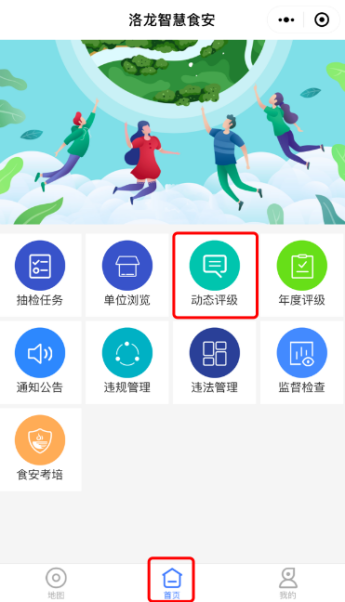 洛龙智慧食安
抽检任务 单位浏览 动态评级 年度评级
通知公告 违规管理 违法管理 监督检查
食安考培
地图 首页 我的